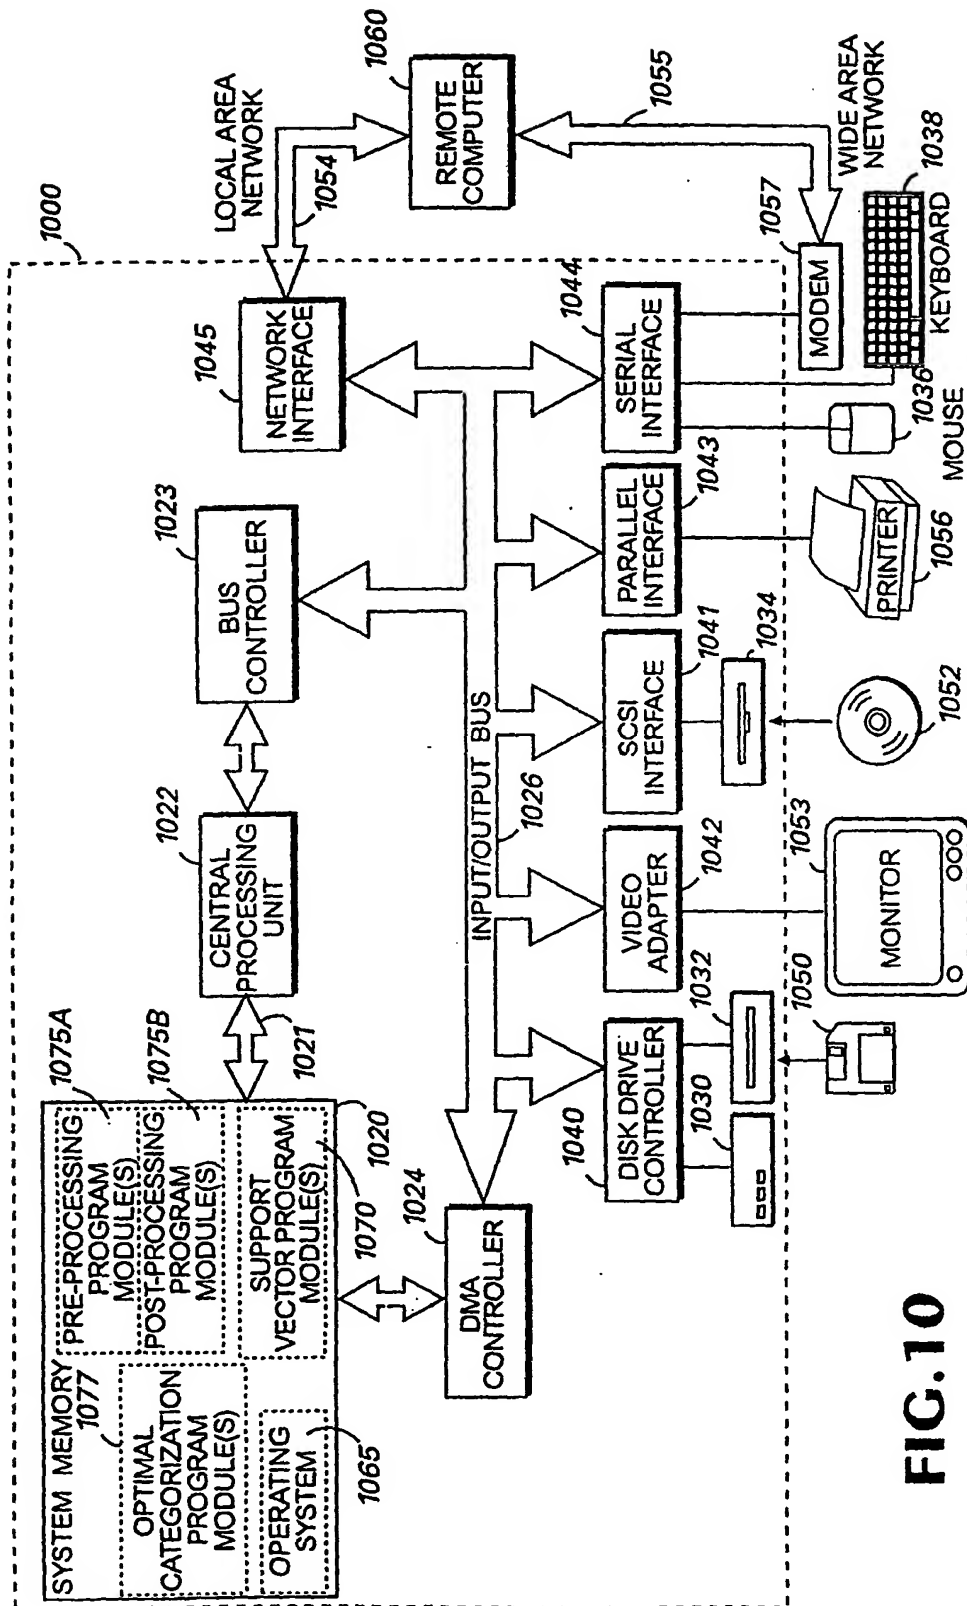 1000
SYSTEM MEMORY
1077
OPTIMAL
CATEGORIZATION
PROGRAM
MODULE(S)
OPERATING
SYSTEM
1065
PRE-PROCESSING
PROGRAM
MODULE(S)
POST-PROCESSING
PROGRAM
MODULE(S)
SUPPORT
VECTOR PROGRAM
MODULE(S)
1075A
1075B
1070
1020
1021
CENTRAL
PROCESSING
UNIT
1022
BUS
CONTROLLER
1023
NETWORK
INTERFACE
1045
LOCAL AREA
NETWORK
1054
REMOTE
COMPUTER
1060
1055
WIDE AREA
NETWORK
DMA
CONTROLLER
1024
INPUT/OUTPUT BUS
1026
DISK DRIVE
CONTROLLER
1040
VIDEO
ADAPTER
1042
SCSI
INTERFACE
1041
PARALLEL
INTERFACE
1043
SERIAL
INTERFACE
1044
1030
1032
1034
MODEM
1057
1050
MONITOR
1053
1052
PRINTER
1056
MOUSE
1036
KEYBOARD
1038
FIG.10